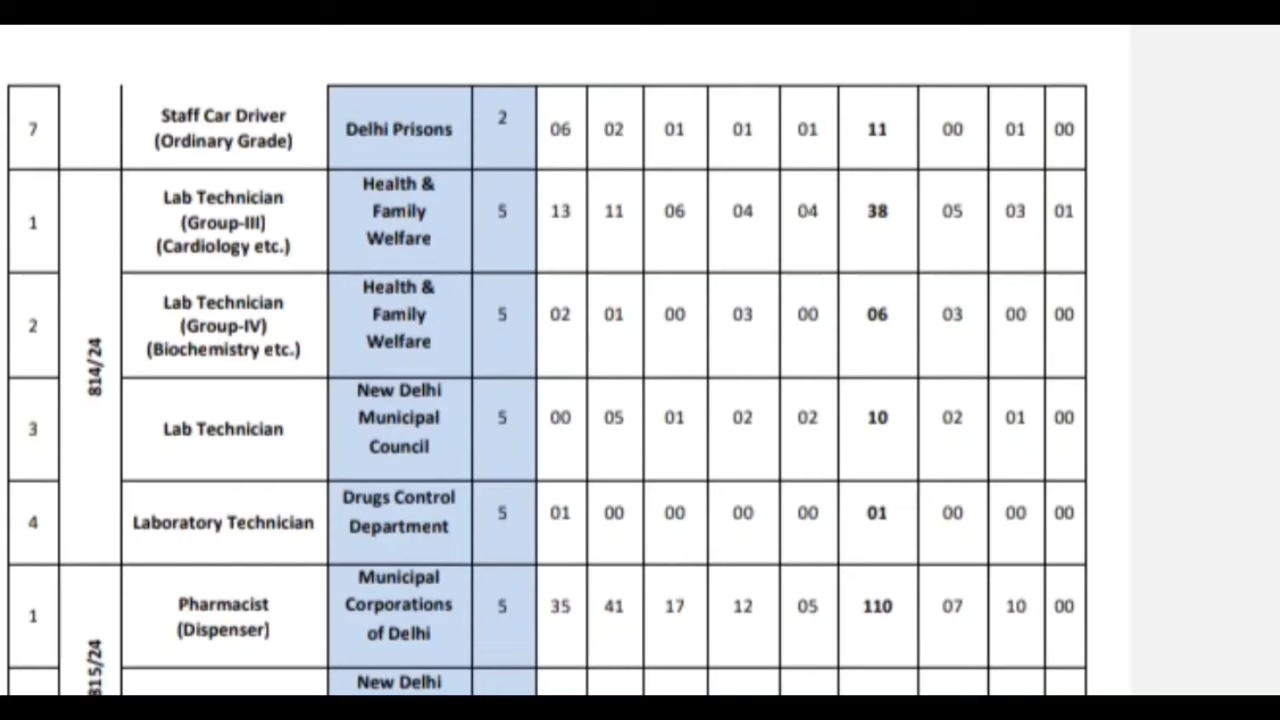 7 Staff Car Driver (Ordinary Grade) Delhi Prisons 2 06 02 01 01 01 11 00 01 00
814/24
1 Lab Technician (Group-III) (Cardiology etc.) Health & Family Welfare 5 13 11 06 04 04 38 05 03 01
2 Lab Technician (Group-IV) (Biochemistry etc.) Health & Family Welfare 5 02 01 00 03 00 06 03 00 00
3 Lab Technician New Delhi Municipal Council 5 00 05 01 02 02 10 02 01 00
4 Laboratory Technician Drugs Control Department 5 01 00 00 00 00 01 00 00 00
815/24
1 Pharmacist (Dispenser) Municipal Corporations of Delhi 5 35 41 17 12 05 110 07 10 00
New Delhi